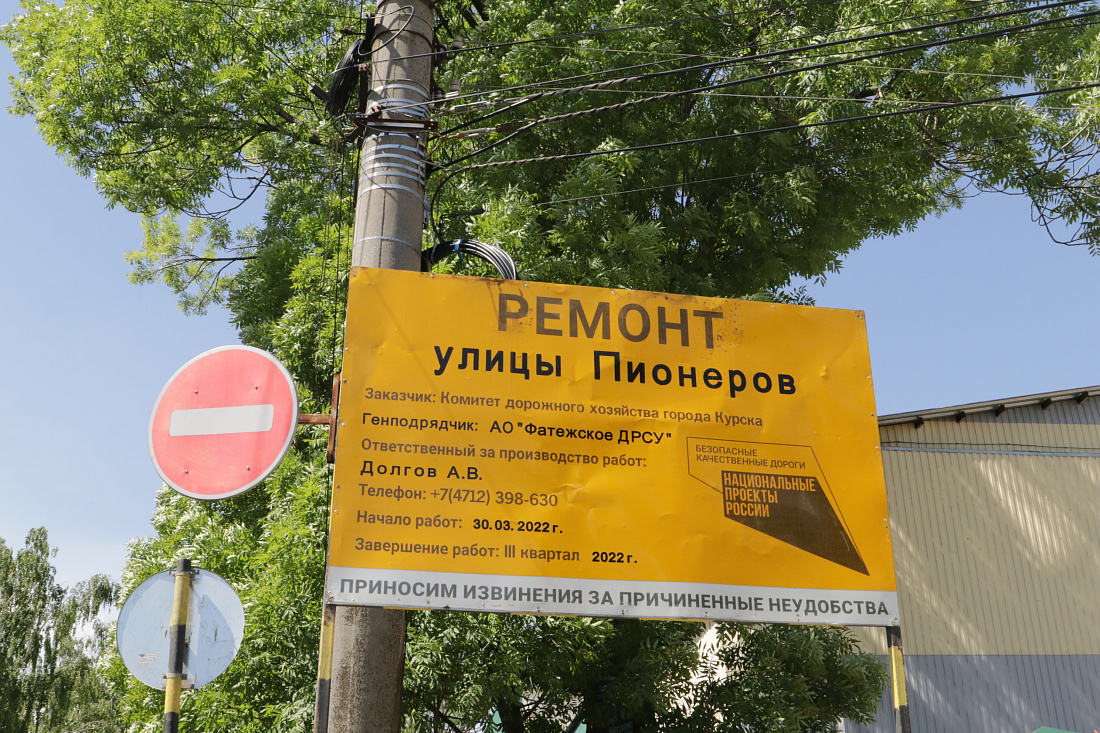 РЕМОНТ
улицы Пионеров
Заказчик: Комитет дорожного хозяйства города Курска
Генподрядчик: АО "Фатежское ДРСУ"
Ответственный за производство работ:
Долгов А.В.
Телефон: +7(4712) 398-630
Начало работ: 30.03.2022 г.
Завершение работ: III квартал 2022 г.
БЕЗОПАСНЫЕ
КАЧЕСТВЕННЫЕ ДОРОГИ
НАЦИОНАЛЬНЫЕ
ПРОЕКТЫ
РОССИИ
ПРИНОСИМ ИЗВИНЕНИЯ ЗА ПРИЧИНЕННЫЕ НЕУДОБСТВА